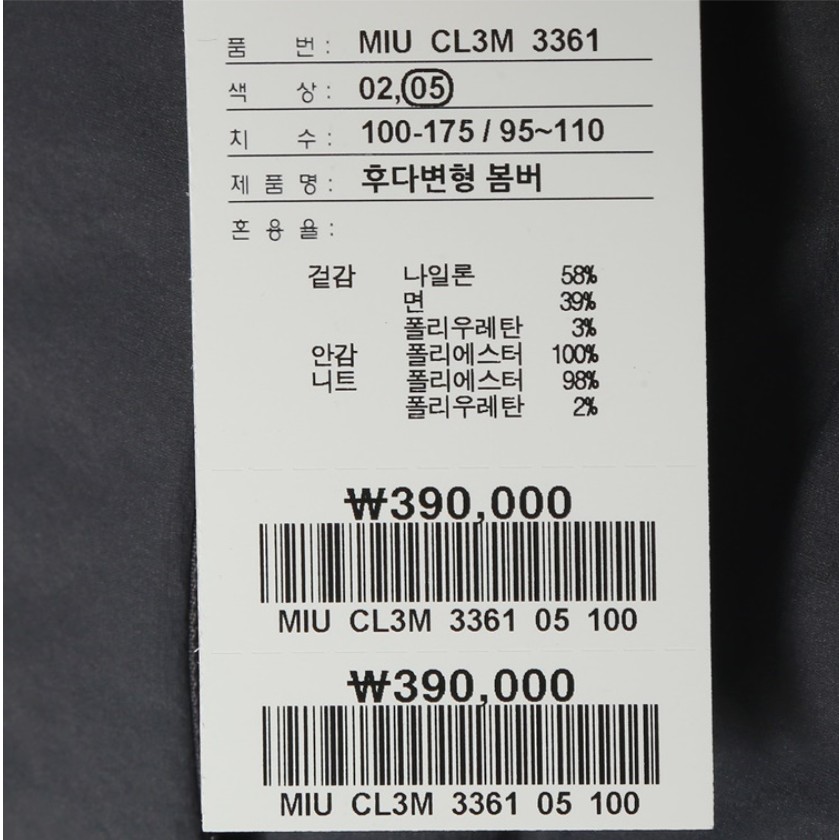 품 번 : MIU CL3M 3361
색 상 : 02,05
치 수 : 100-175 / 95~110
제 품 명 : 후다변형 봄버
혼 용 율 :
겉감 나일론 58%
면 39%
폴리우레탄 3%
안감 폴리에스터 100%
니트 폴리에스터 98%
폴리우레탄 2%
₩390,000
MIU CL3M 3361 05 100
₩390,000
MIU CL3M 3361 05 100